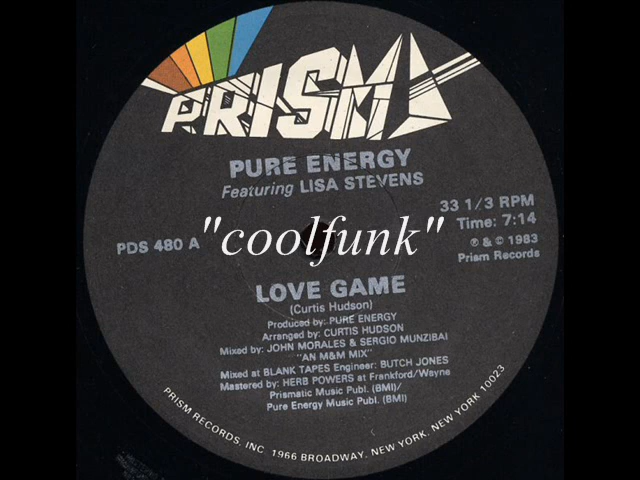 PRISM
PURE ENERGY
Featuring LISA STEVENS
33 1/3 RPM
Time: 7:14
PDS 480 A
"coolfunk"
℗ & © 1983
Prism Records
LOVE GAME
(Curtis Hudson)
Produced by: PURE ENERGY
Arranged by: CURTIS HUDSON
Mixed by: JOHN MORALES & SERGIO MUNZIBAI
"AN M&M MIX"
Mixed at BLANK TAPES Engineer: BUTCH JONES
Mastered by: HERB POWERS at Frankford/Wayne
Prismatic Music Publ. (BMI)/
Pure Energy Music Publ. (BMI)
PRISM RECORDS, INC. 1966 BROADWAY, NEW YORK, NEW YORK 10023